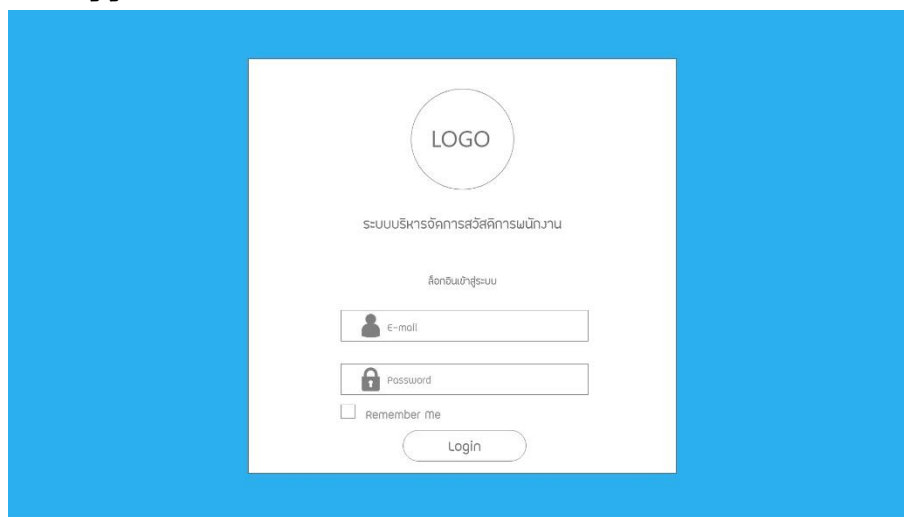 LOGO
ระบบบริหารจัดการสวัสดิการพนักงาน
ล็อกอินเข้าสู่ระบบ
E-mail
Password
Remember Me
Login